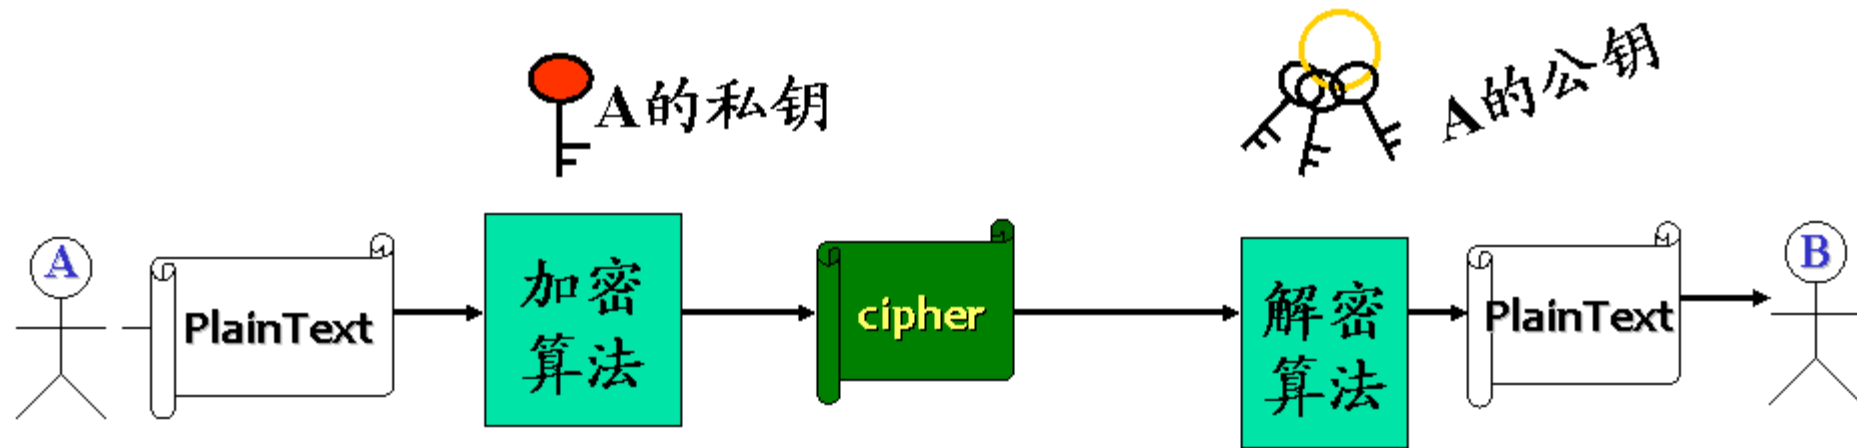 A的私钥
A的公钥
A
PlainText
加密
算法
cipher
解密
算法
PlainText
B